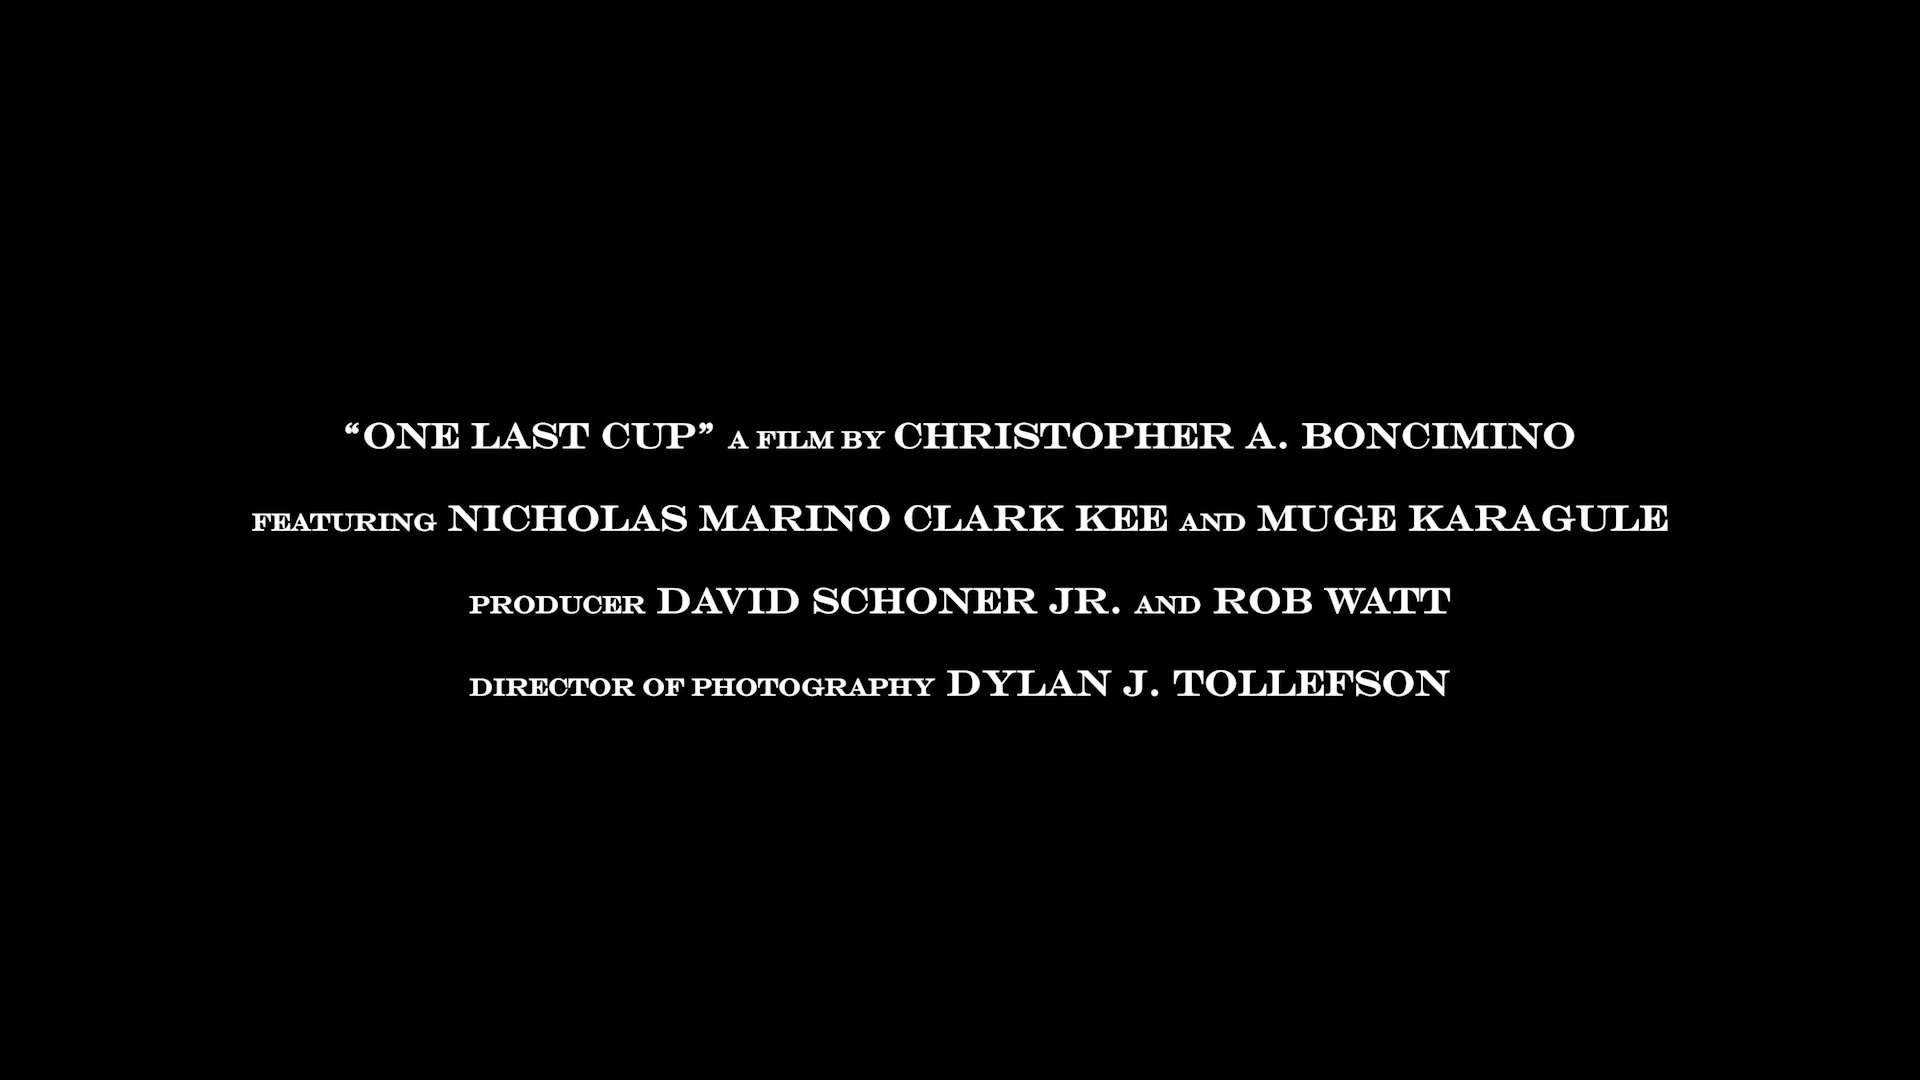 “ONE LAST CUP” A FILM BY CHRISTOPHER A. BONCIMINO
FEATURING NICHOLAS MARINO CLARK KEE AND MUGE KARAGULE
PRODUCER DAVID SCHONER JR. AND ROB WATT
DIRECTOR OF PHOTOGRAPHY DYLAN J. TOLLEFSON